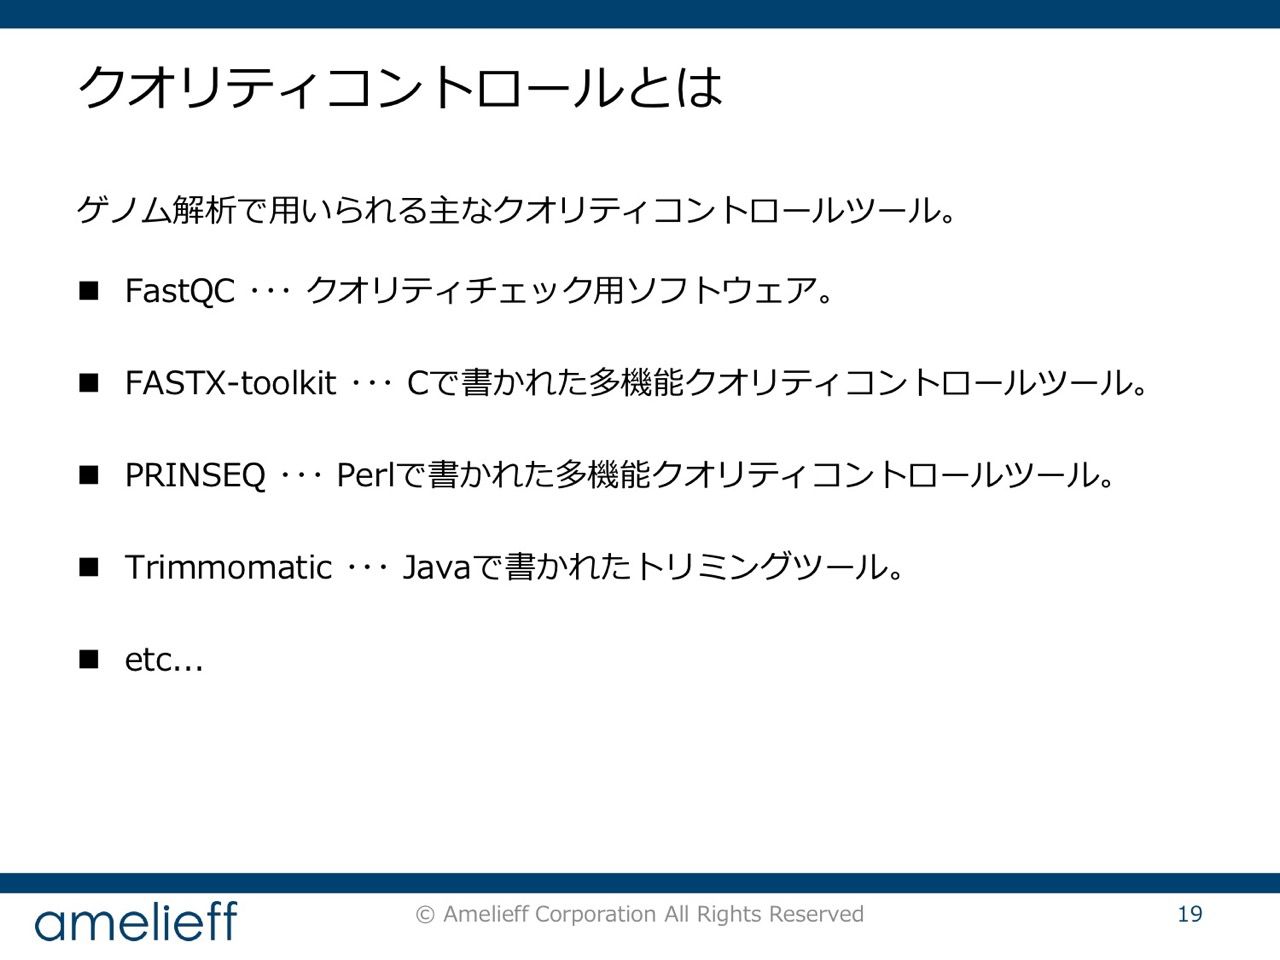 クオリティコントロールとは
ゲノム解析で用いられる主なクオリティコントロールツール。
■ FastQC ･･･ クオリティチェック用ソフトウェア。
■ FASTX-toolkit ･･･ Cで書かれた多機能クオリティコントロールツール。
■ PRINSEQ ･･･ Perlで書かれた多機能クオリティコントロールツール。
■ Trimmomatic ･･･ Javaで書かれたトリミングツール。
■ etc...
amelieff
© Amelieff Corporation All Rights Reserved
19